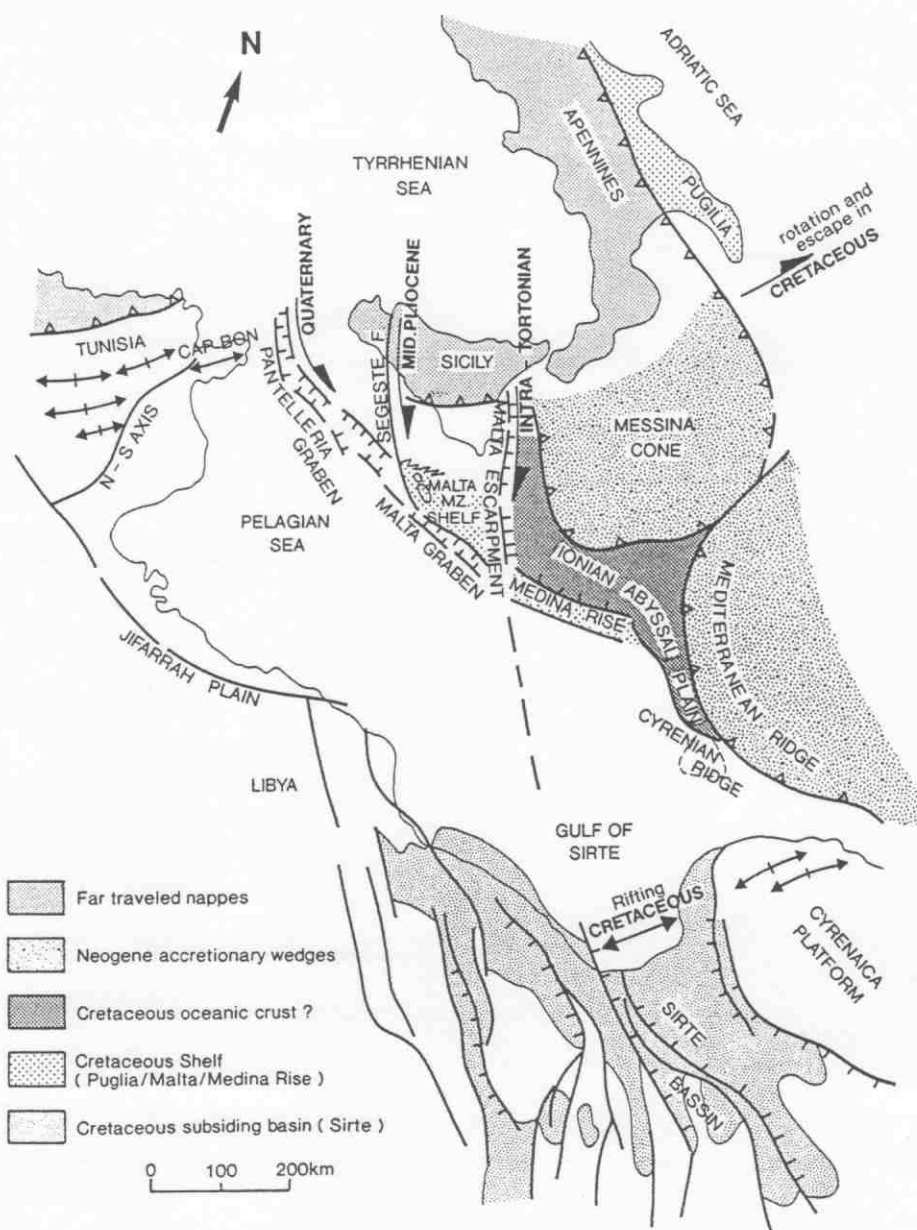 N
ADRIATIC SEA
TYRRHENIAN
SEA
APENNINES
PUGILIA
rotation and
escape in
CRETACEOUS
QUATERNARY
MID. PLIOCENE
INTRA - TORTONIAN
TUNISIA
CAP BON
SEGESTE F.
SICILY
PANTELLERIA
GRABEN
N-S AXIS
MALTA ESCARPMENT
MESSINA
CONE
MALTA
MZ.
SHELF
PELAGIAN
SEA
MALTA GRABEN
IONIAN ABYSSAL PLAIN
MEDINA RISE
MEDITERRANEAN RIDGE
JIFARRAH PLAIN
CYRENIAN
RIDGE
LIBYA
GULF OF
SIRTE
Rifting
CRETACEOUS
CYRENAICA
PLATFORM
SIRTE
BASSIN
Far traveled nappes
Neogene accretionary wedges
Cretaceous oceanic crust ?
Cretaceous Shelf
( Puglia/Malta/Medina Rise )
Cretaceous subsiding basin ( Sirte )
0 100 200km